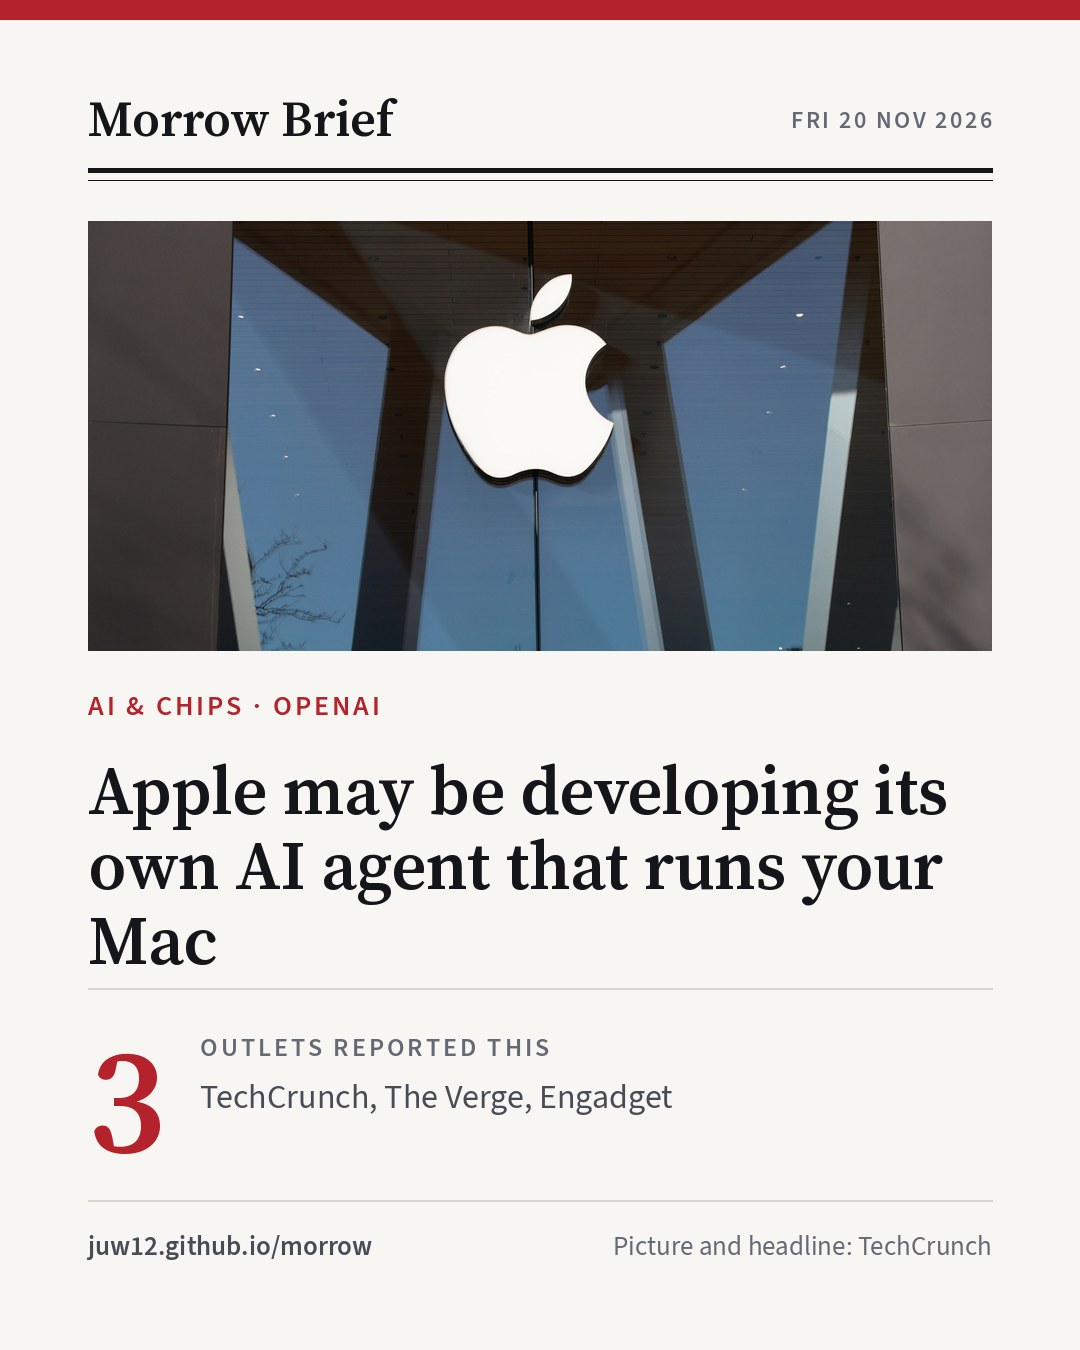 Morrow Brief
FRI 20 NOV 2026
AI & CHIPS · OPENAI
Apple may be developing its
own AI agent that runs your
Mac
3
OUTLETS REPORTED THIS
TechCrunch, The Verge, Engadget
juw12.github.io/morrow
Picture and headline: TechCrunch